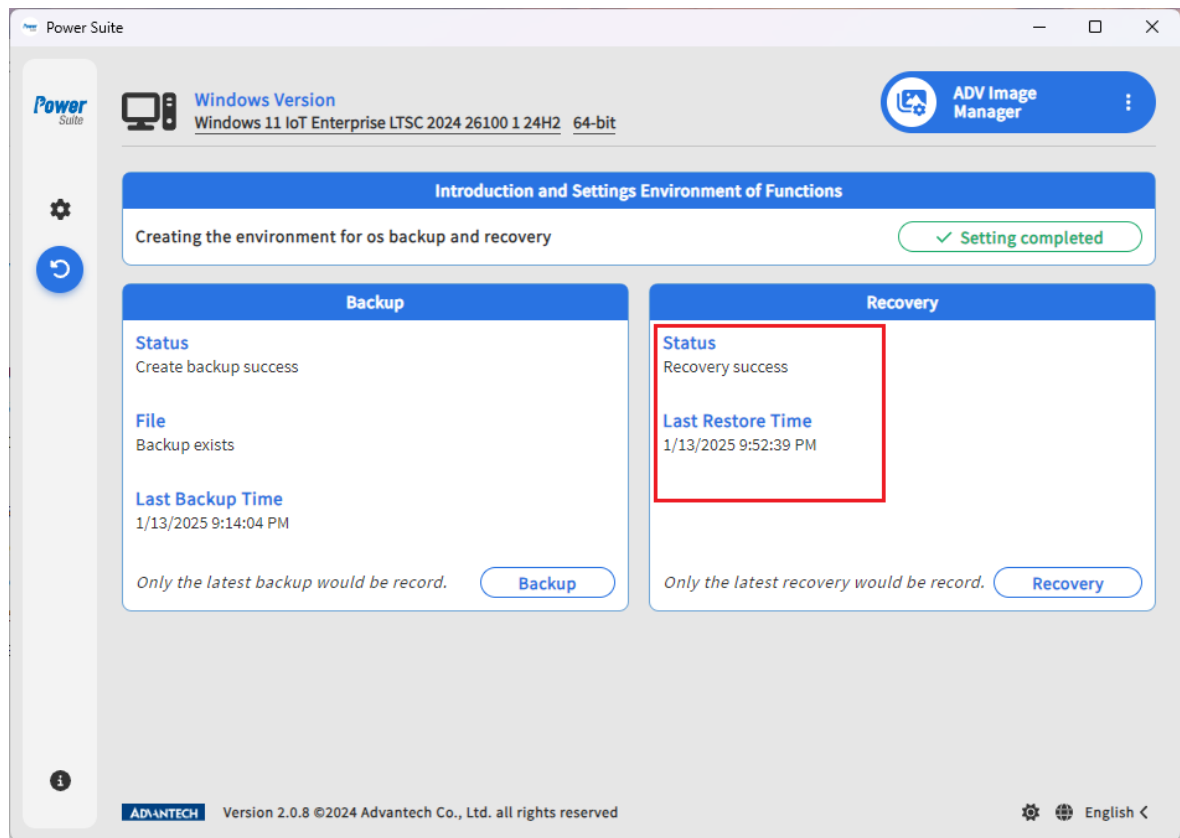 Power Suite
Power
Suite
Windows Version
Windows 11 IoT Enterprise LTSC 2024 26100 1 24H2 64-bit
ADV Image
Manager
Introduction and Settings Environment of Functions
Creating the environment for os backup and recovery
Setting completed
Backup
Status
Create backup success
File
Backup exists
Last Backup Time
1/13/2025 9:14:04 PM
Only the latest backup would be record.
Backup
Recovery
Status
Recovery success
Last Restore Time
1/13/2025 9:52:39 PM
Only the latest recovery would be record.
Recovery
ADVANTECH Version 2.0.8 ©2024 Advantech Co., Ltd. all rights reserved
English